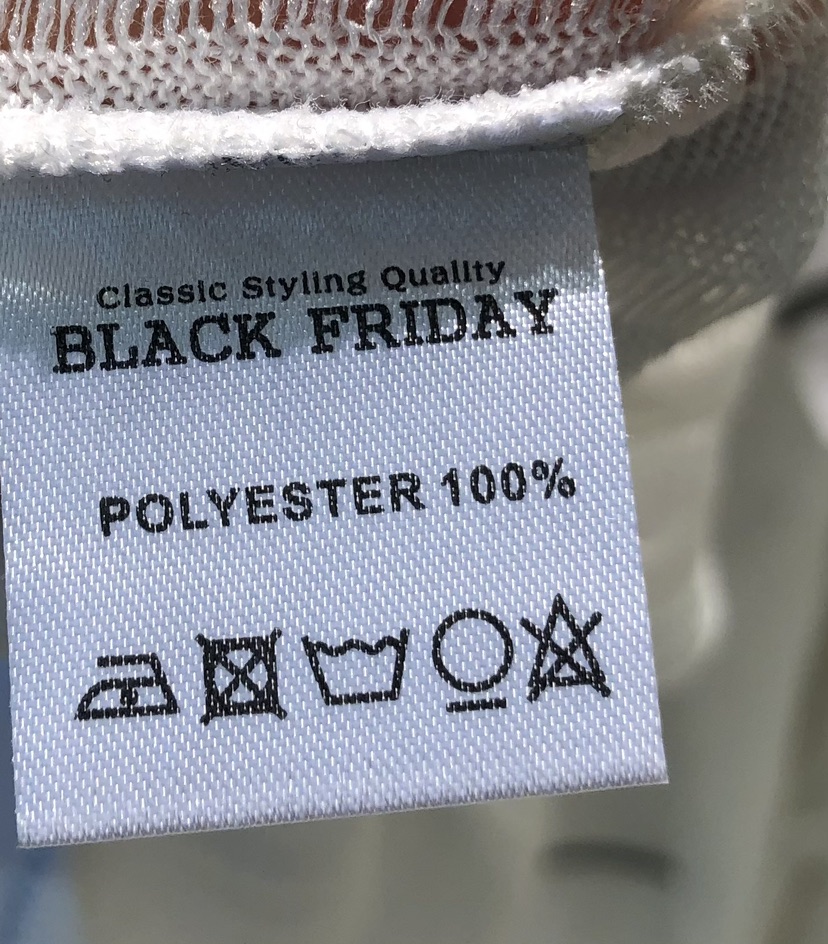 Classic Styling Quality
BLACK FRIDAY
POLYESTER 100%